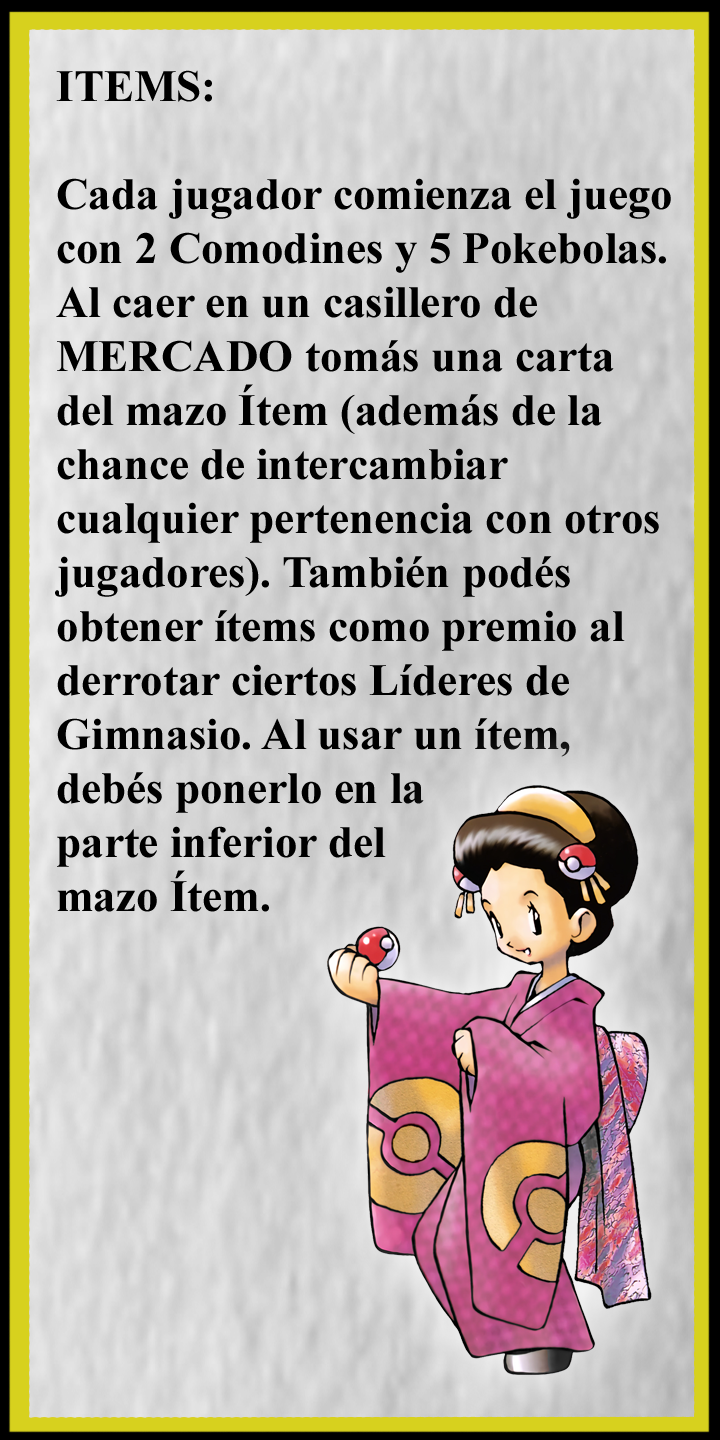 ITEMS:
Cada jugador comienza el juego
con 2 Comodines y 5 Pokebolas.
Al caer en un casillero de
MERCADO tomás una carta
del mazo Ítem (además de la
chance de intercambiar
cualquier pertenencia con otros
jugadores). También podés
obtener ítems como premio al
derrotar ciertos Líderes de
Gimnasio. Al usar un ítem,
debés ponerlo en la
parte inferior del
mazo Ítem.